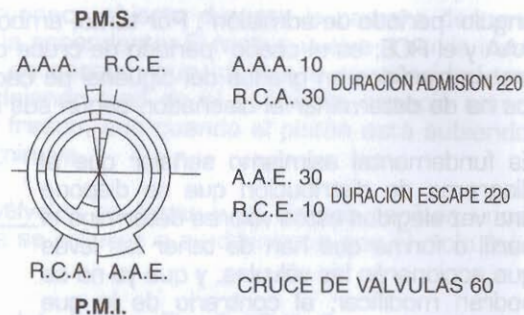 P.M.S.
A.A.A. R.C.E.
R.C.A. A.A.E.
P.M.I.
A.A.A. 10
R.C.A. 30
DURACION ADMISION 220
A.A.E. 30
R.C.E. 10
DURACION ESCAPE 220
CRUCE DE VALVULAS 60